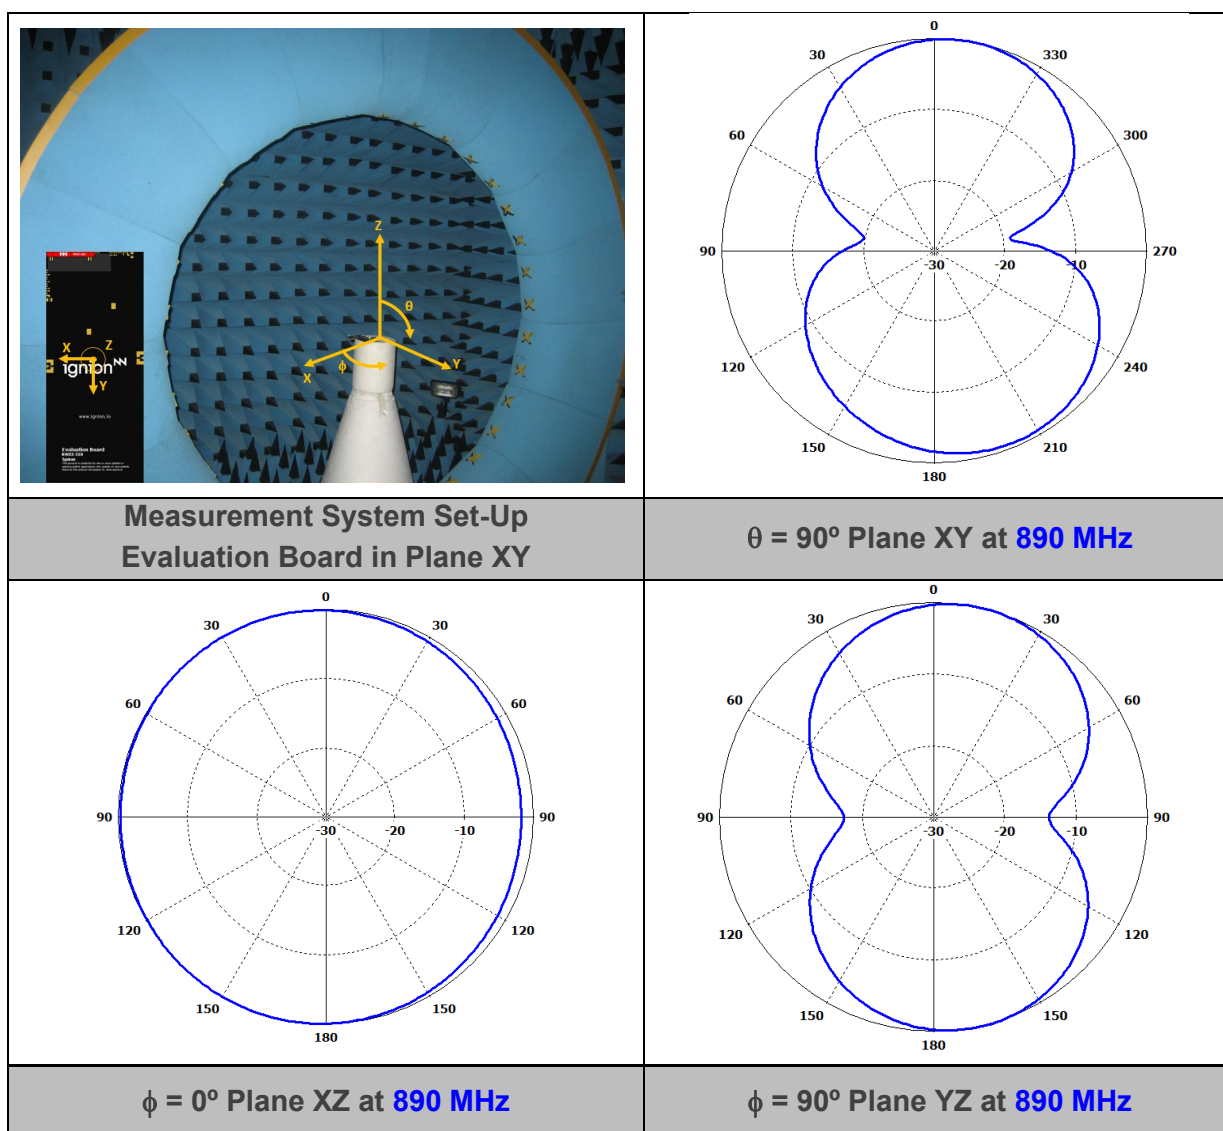 Z
θ
X
ϕ
Y
X
Z
ignion
Y
www.ignion.io
Evaluation Board
0
30
330
60
300
90
-30
-20
-10
270
120
240
150
210
180
Measurement System Set-Up
Evaluation Board in Plane XY
θ = 90º Plane XY at 890 MHz
0
30
30
60
60
90
-30
-20
-10
90
120
120
150
150
180
0
30
30
60
60
90
-30
-20
-10
90
120
120
150
150
180
ϕ = 0º Plane XZ at 890 MHz
ϕ = 90º Plane YZ at 890 MHz